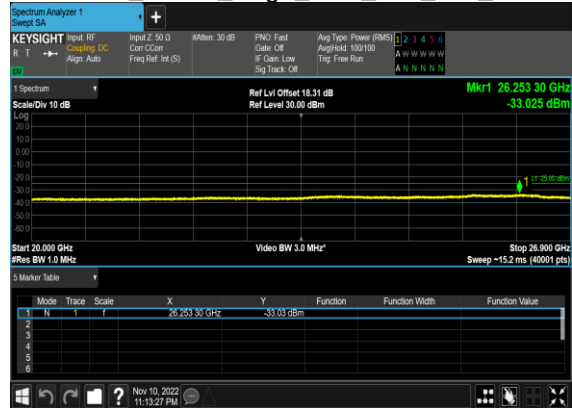 Spectrum Analyzer 1
Swept SA
+
KEYSIGHT Input: RF Input Z: 50 Ω #Atten: 30 dB PNO: Fast Avg Type: Power (RMS) 1 2 3 4 5 6
R T Coupling: DC Corr CCorr Gate: Off Avg|Hold: 100/100 A W W W W W
Align: Auto Freq Ref: Int (S) IF Gain: Low Trig: Free Run
Sig Track: Off A N N N N N
1 Spectrum Ref Lvl Offset 18.31 dB Mkr1 26.253 30 GHz
Scale/Div 10 dB Ref Level 30.00 dBm -33.025 dBm
Log
20.0
10.0
0.00
-10.0
-20.0
1 L1 -25.00 dBm
-30.0
-40.0
-50.0
-60.0
Start 20.000 GHz Video BW 3.0 MHz* Stop 26.900 GHz
#Res BW 1.0 MHz Sweep ~15.2 ms (40001 pts)
5 Marker Table
Mode Trace Scale X Y Function Function Width Function Value
1 N 1 f 26.253 30 GHz -33.03 dBm
2
3
4
5
6
? Nov 10, 2022
11:13:27 PM